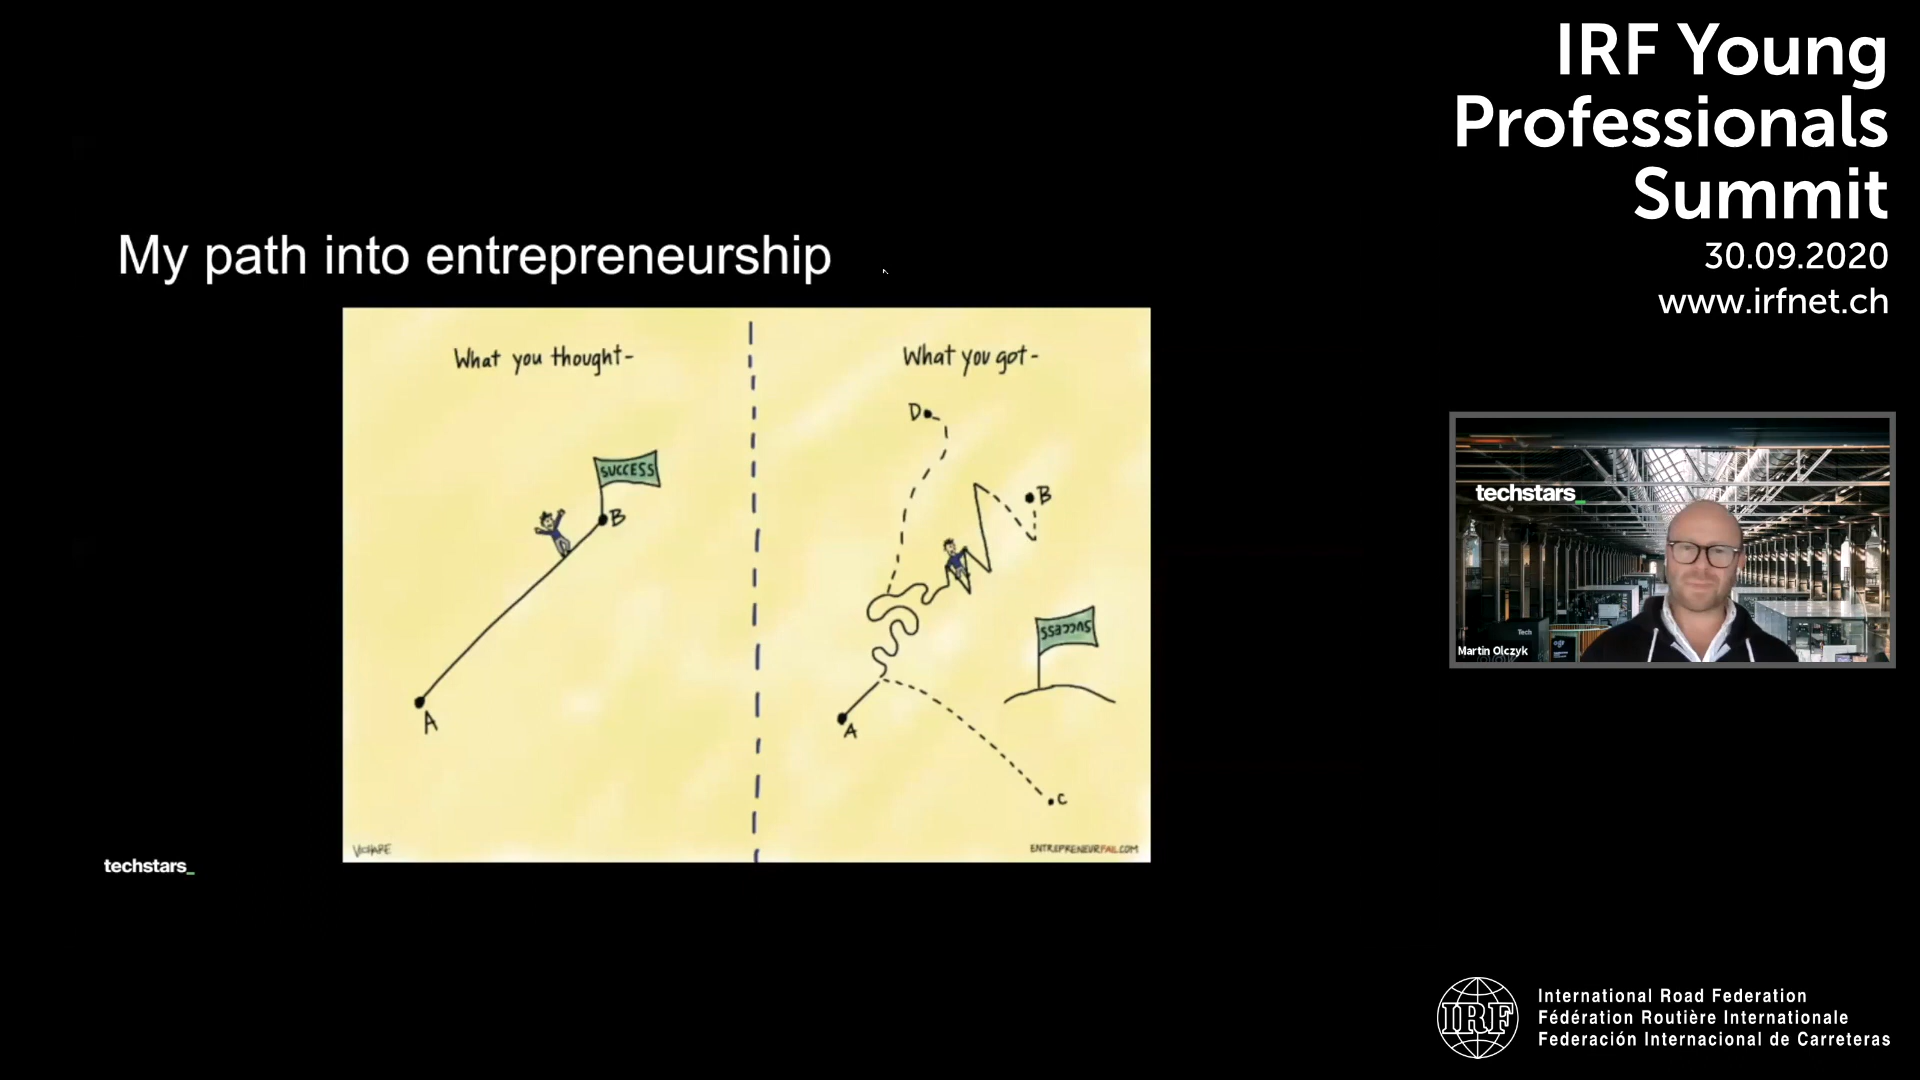 IRF Young
Professionals
Summit
30.09.2020
www.irfnet.ch
My path into entrepreneurship
What you thought-
SUCCESS
B
A
What you got-
D
B
SUCCESS
A
C
VICHARE
ENTREPRENEURFAIL.COM
techstars_
techstars_
Tech
Martin Olczyk
IRF
International Road Federation
Fédération Routière Internationale
Federación Internacional de Carreteras